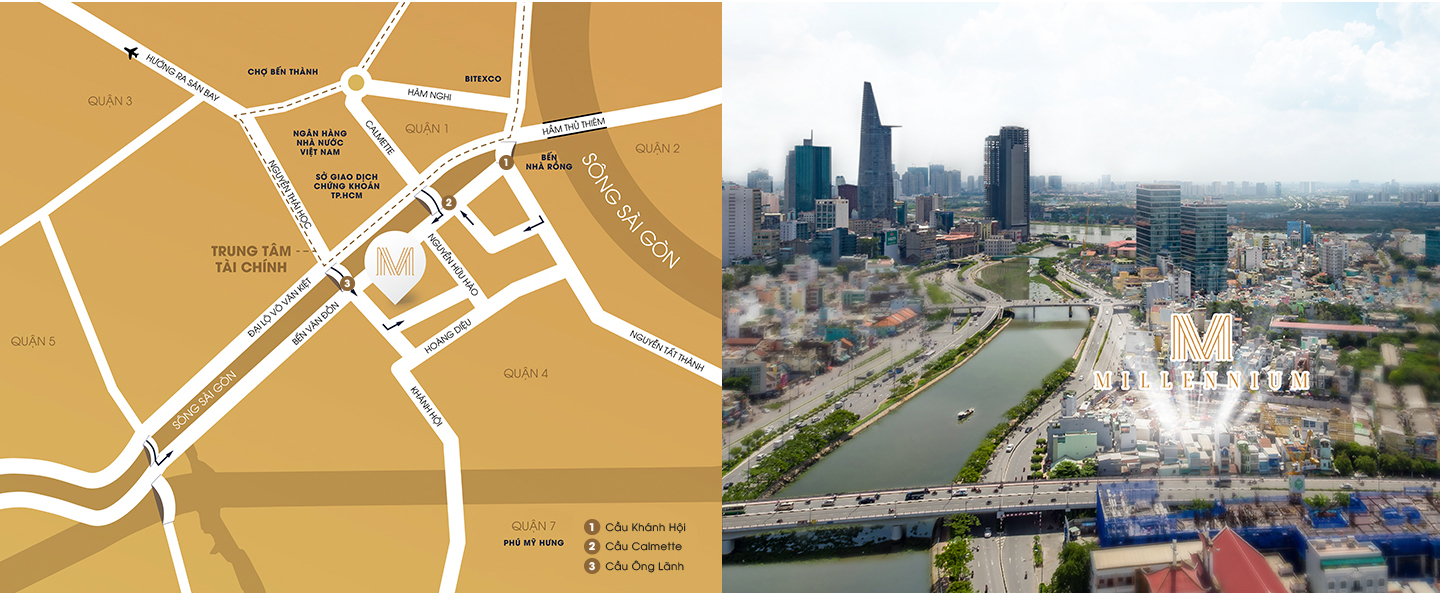 HƯỚNG RA SÂN BAY
CHỢ BẾN THÀNH
BITEXCO
QUẬN 3
HÀM NGHI
CALMETTE
QUẬN 1
HẦM THỦ THIÊM
NGÂN HÀNG
NHÀ NƯỚC
VIỆT NAM
QUẬN 2
1
BẾN
NHÀ RỒNG
SỞ GIAO DỊCH
CHỨNG KHOÁN
TP.HCM
NGUYỄN THÁI HỌC
2
SÔNG SÀI GÒN
TRUNG TÂM
TÀI CHÍNH
M
NGUYỄN HỮU HÀO
3
ĐẠI LỘ VÕ VĂN KIỆT
BẾN VÂN ĐỒN
HOÀNG DIỆU
NGUYỄN TẤT THÀNH
QUẬN 5
QUẬN 4
SÔNG SÀI GÒN
KHÁNH HỘI
QUẬN 7
PHÚ MỸ HƯNG
1 Cầu Khánh Hội
2 Cầu Calmette
3 Cầu Ông Lãnh
M
MILLENNIUM